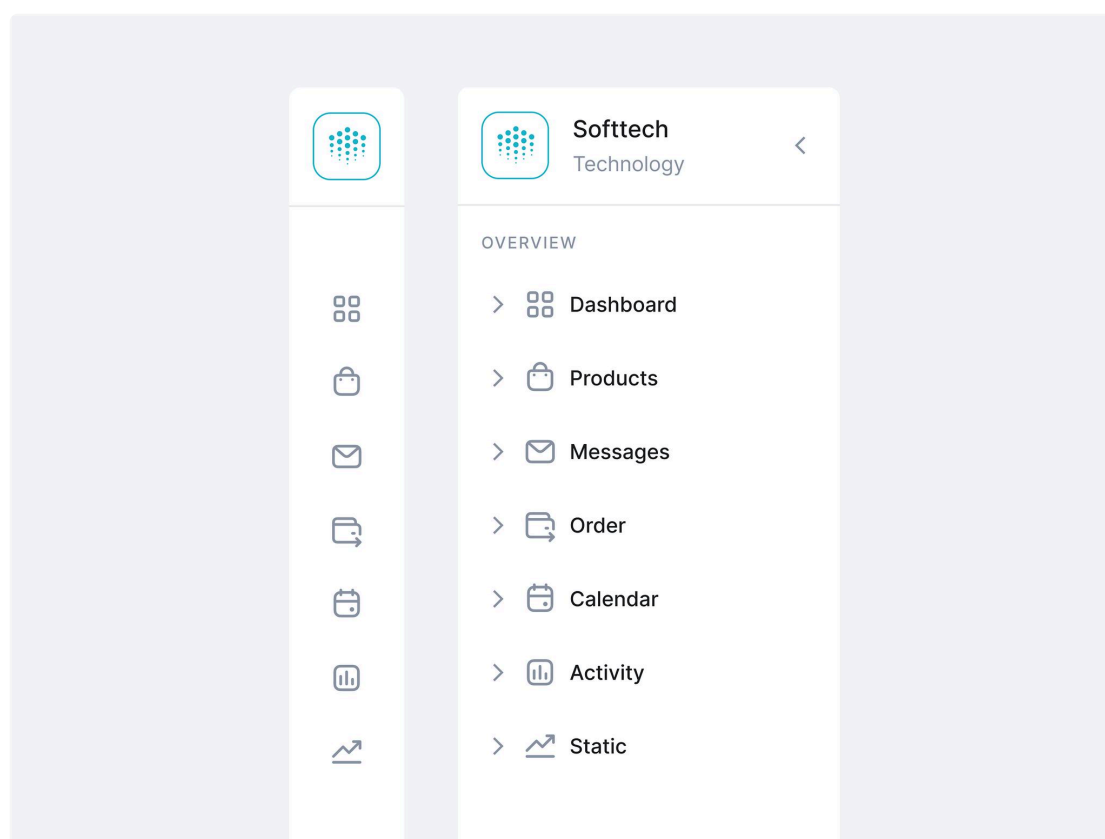 Softtech
Technology
OVERVIEW
Dashboard
Products
Messages
Order
Calendar
Activity
Static